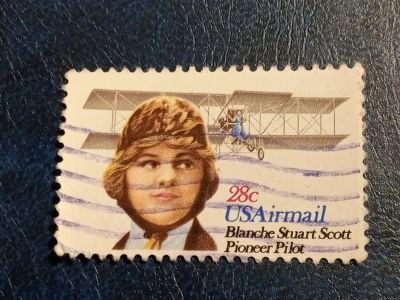 28c
USAirmail
Blanche Stuart Scott
Pioneer Pilot